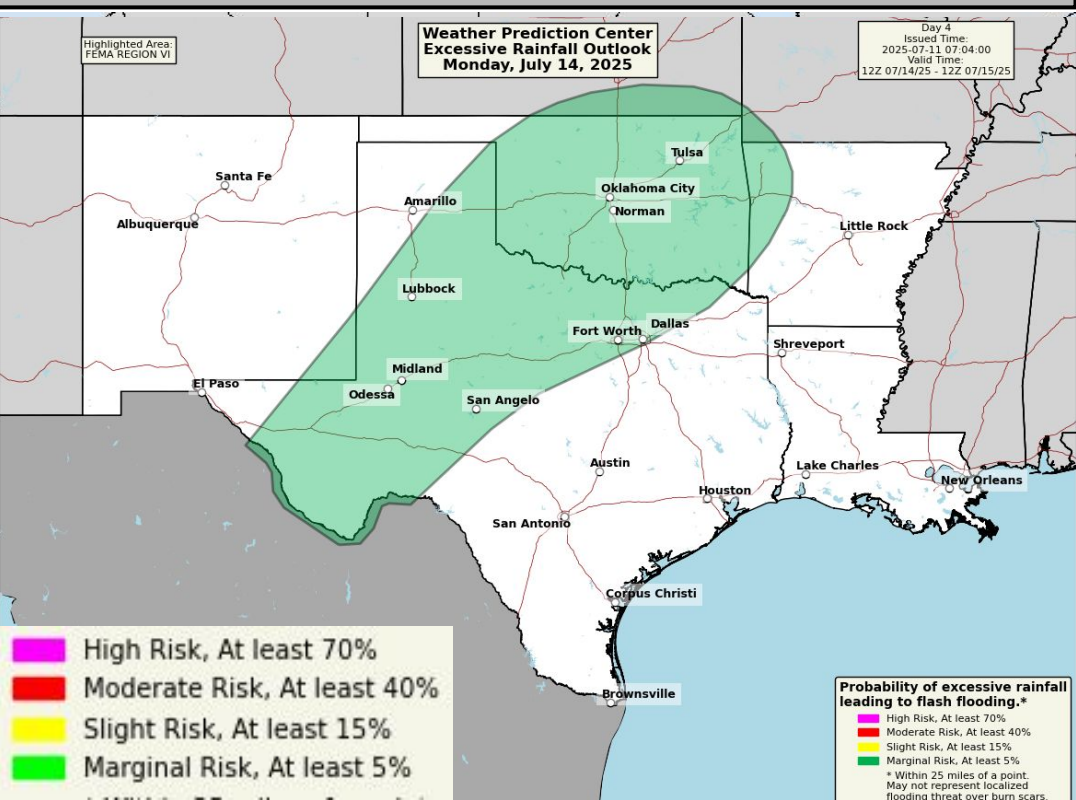 Highlighted Area:
FEMA REGION VI
Weather Prediction Center
Excessive Rainfall Outlook
Monday, July 14, 2025
Day 4
Issued Time:
2025-07-11 07:04:00
Valid Time:
12Z 07/14/25 - 12Z 07/15/25
Tulsa
Santa Fe
Oklahoma City
Amarillo
Norman
Albuquerque
Little Rock
Lubbock
Dallas
Fort Worth
Shreveport
Midland
El Paso
Odessa
San Angelo
Austin
Lake Charles
New Orleans
Houston
San Antonio
Corpus Christi
Brownsville
High Risk, At least 70%
Moderate Risk, At least 40%
Slight Risk, At least 15%
Marginal Risk, At least 5%
Probability of excessive rainfall
leading to flash flooding.*
High Risk, At least 70%
Moderate Risk, At least 40%
Slight Risk, At least 15%
Marginal Risk, At least 5%
* Within 25 miles of a point.
May not represent localized
flooding threat over burn scars.